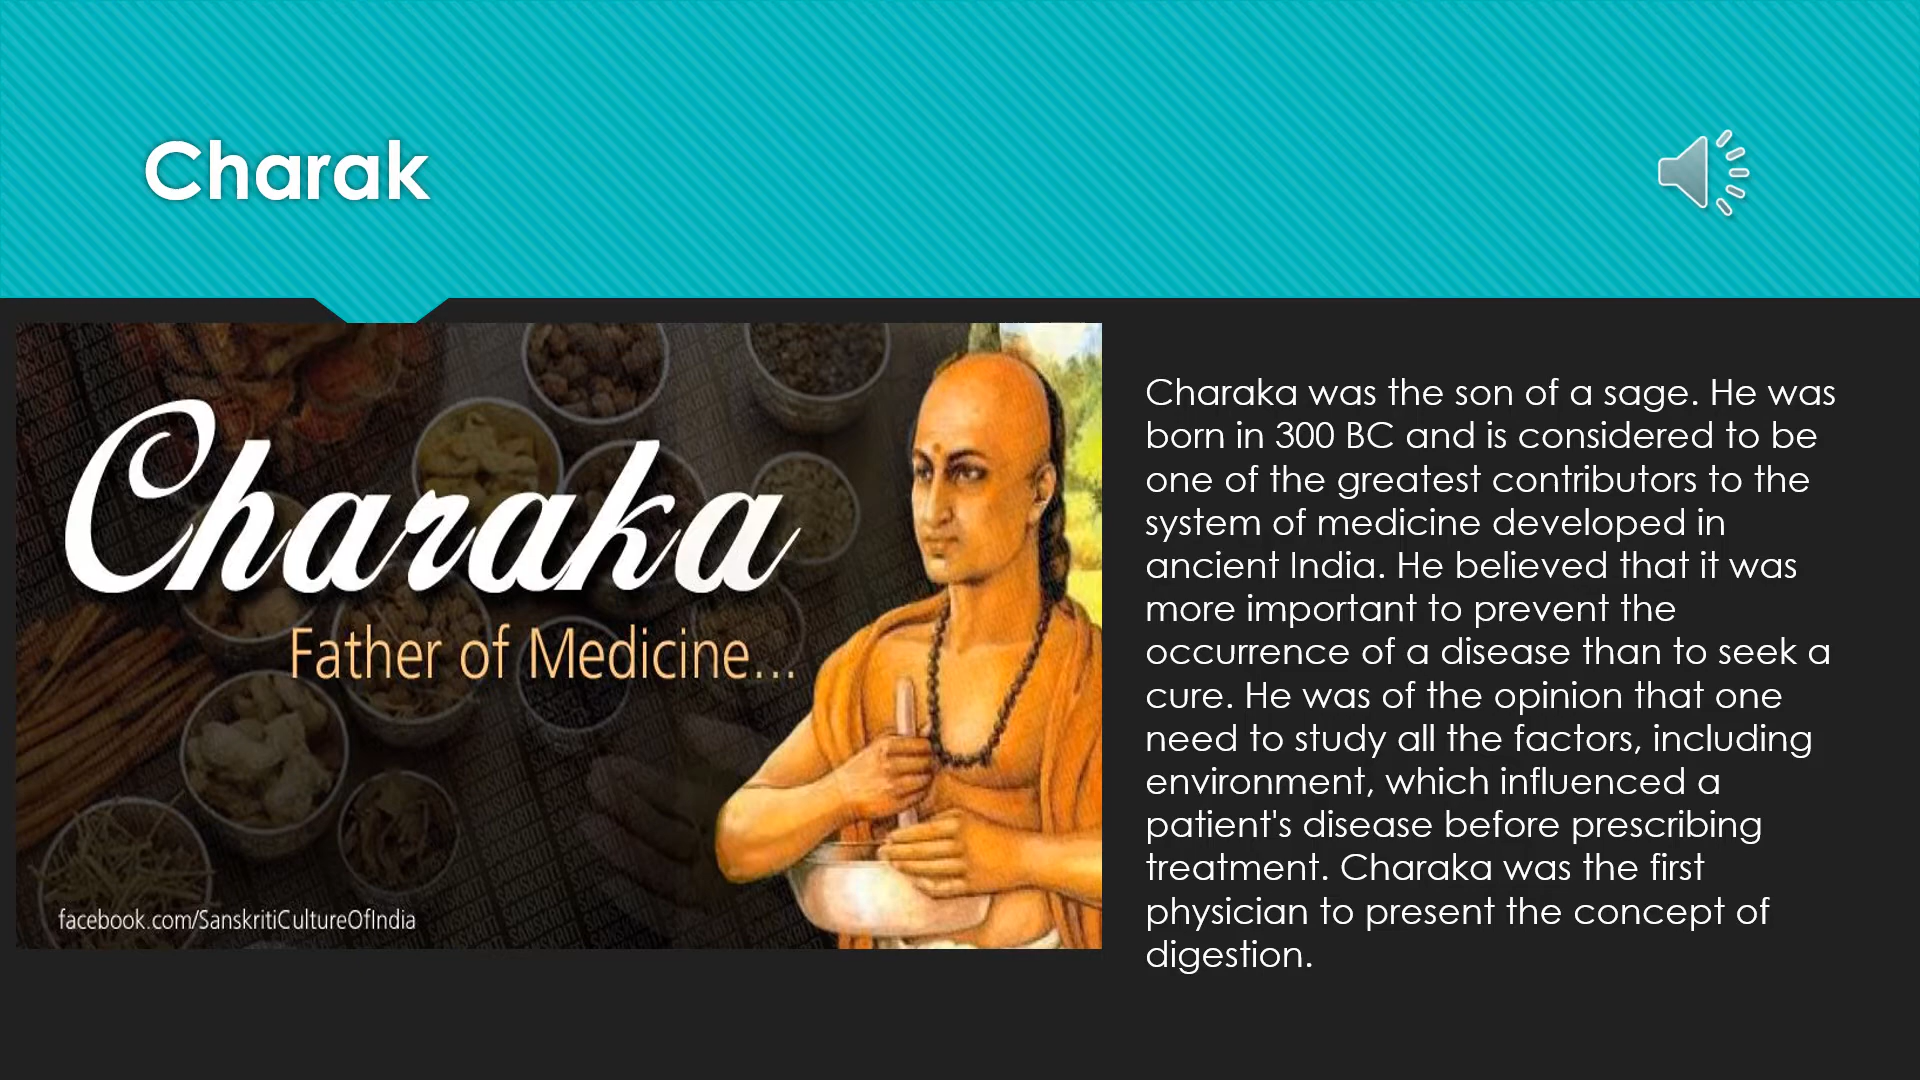 Charak
Charaka
Father of Medicine...
facebook.com/SanskritiCultureOfIndia
Charaka was the son of a sage. He was
born in 300 BC and is considered to be
one of the greatest contributors to the
system of medicine developed in
ancient India. He believed that it was
more important to prevent the
occurrence of a disease than to seek a
cure. He was of the opinion that one
need to study all the factors, including
environment, which influenced a
patient's disease before prescribing
treatment. Charaka was the first
physician to present the concept of
digestion.